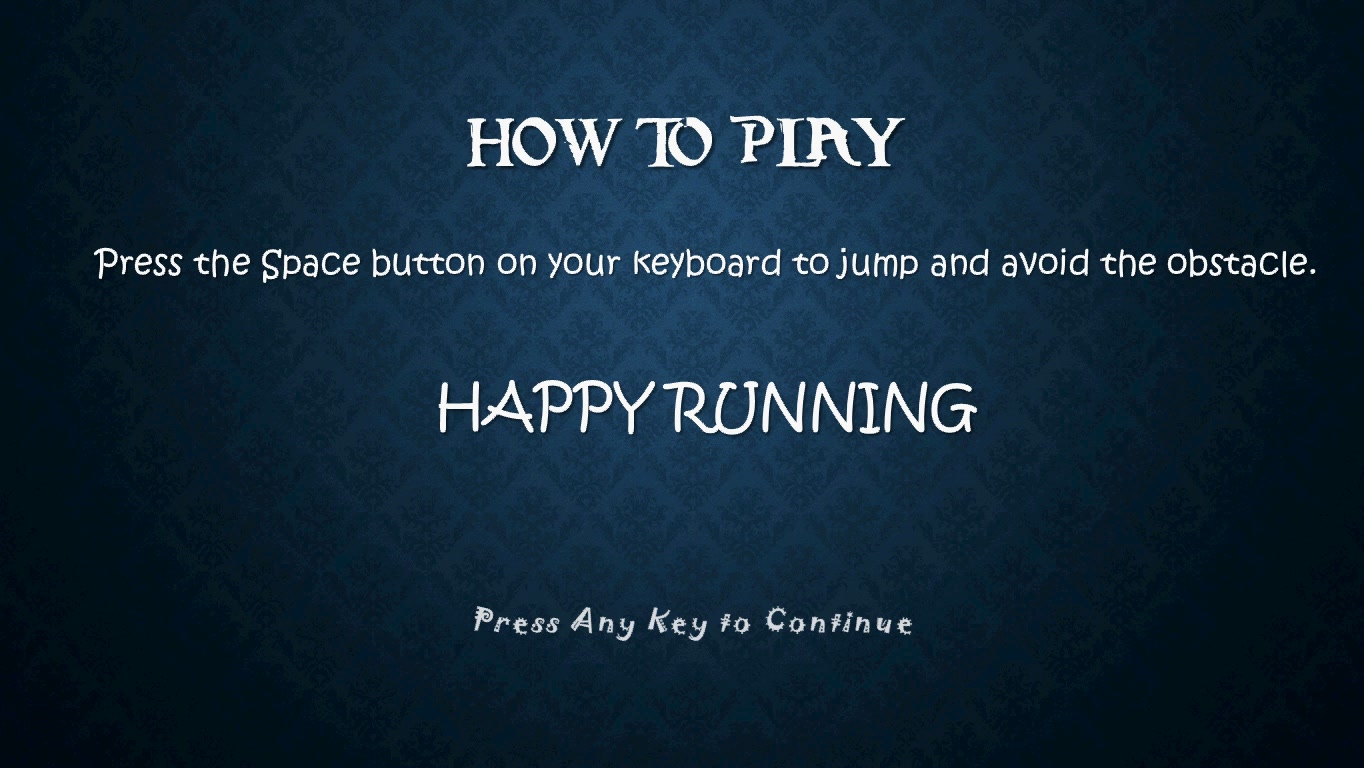 HOW TO PLAY
Press the Space button on your keyboard to jump and avoid the obstacle.
HAPPY RUNNING
Press Any Key to Continue